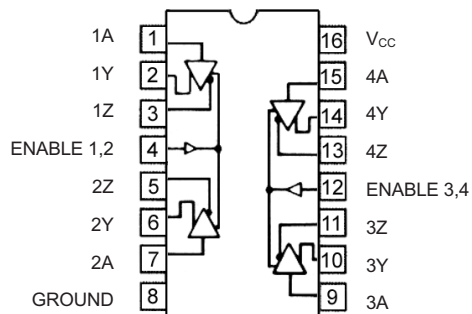 1A 1 16 VCC
1Y 2 15 4A
1Z 3 14 4Y
ENABLE 1,2 4 13 4Z
2Z 5 12 ENABLE 3,4
2Y 6 11 3Z
2A 7 10 3Y
GROUND 8 9 3A